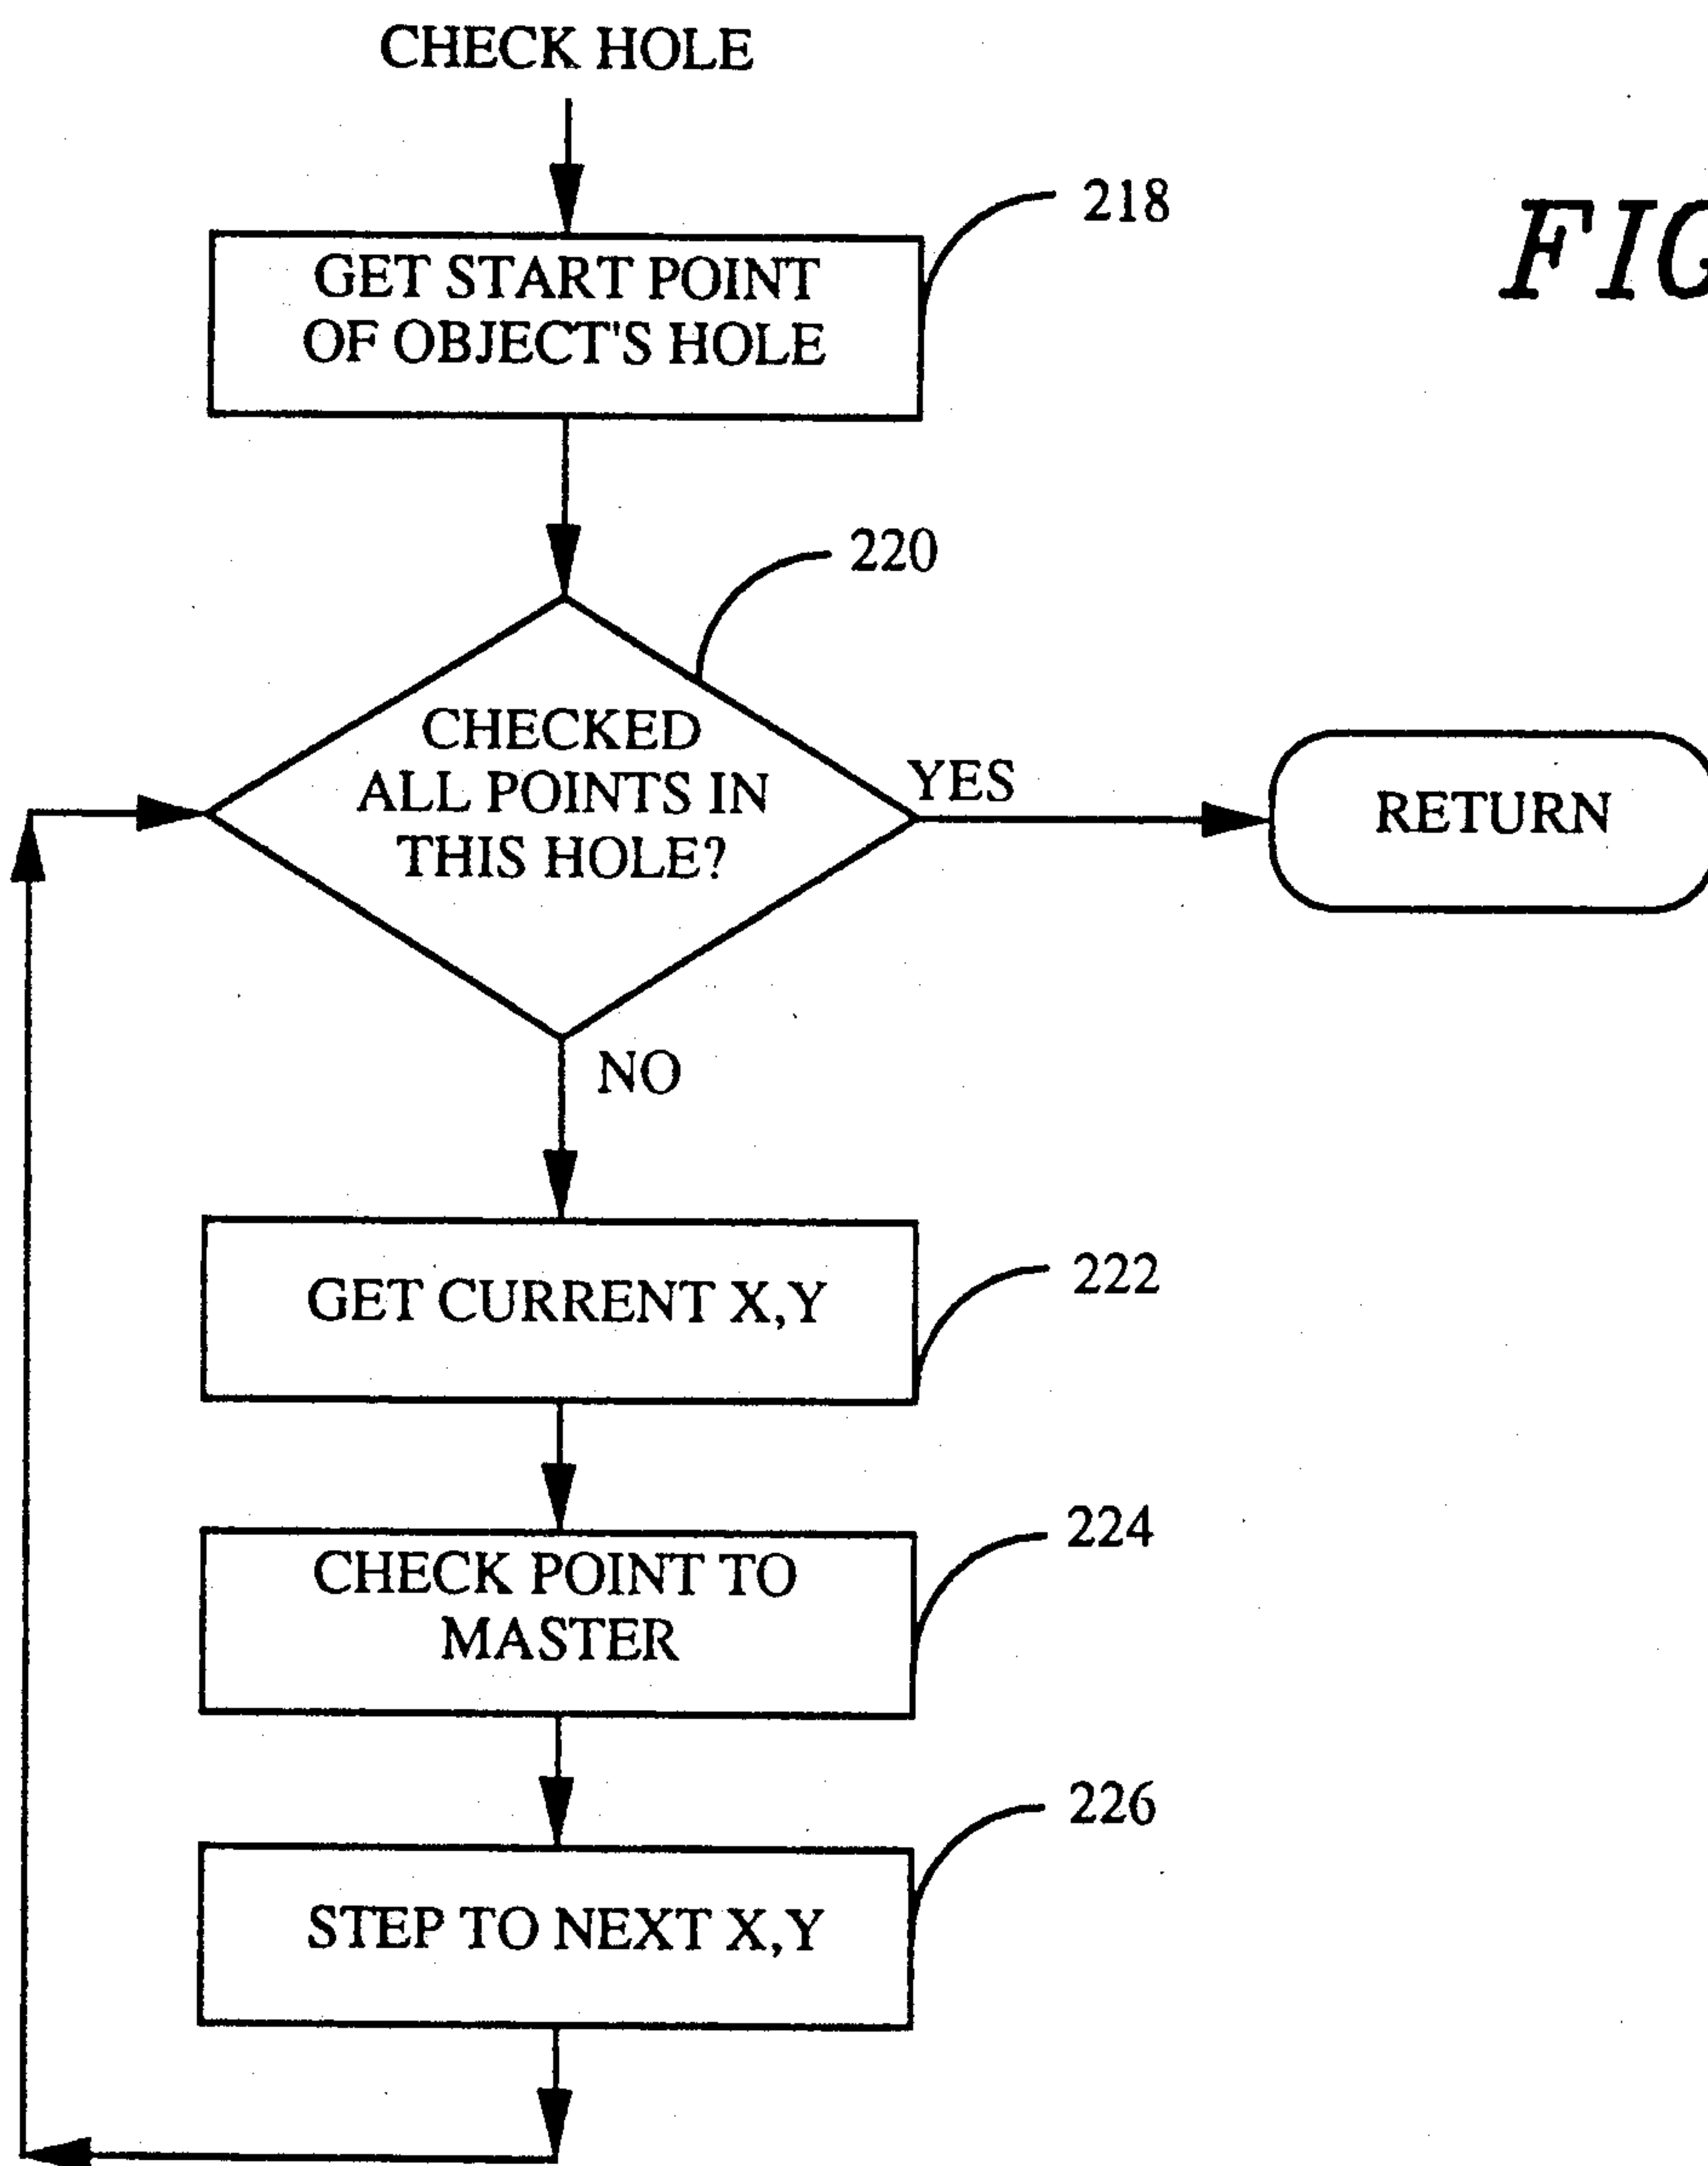 CHECK HOLE
218
FIG
GET START POINT
OF OBJECT'S HOLE
220
CHECKED
ALL POINTS IN
THIS HOLE?
YES
RETURN
NO
GET CURRENT X,Y
222
CHECK POINT TO
MASTER
224
STEP TO NEXT X,Y
226